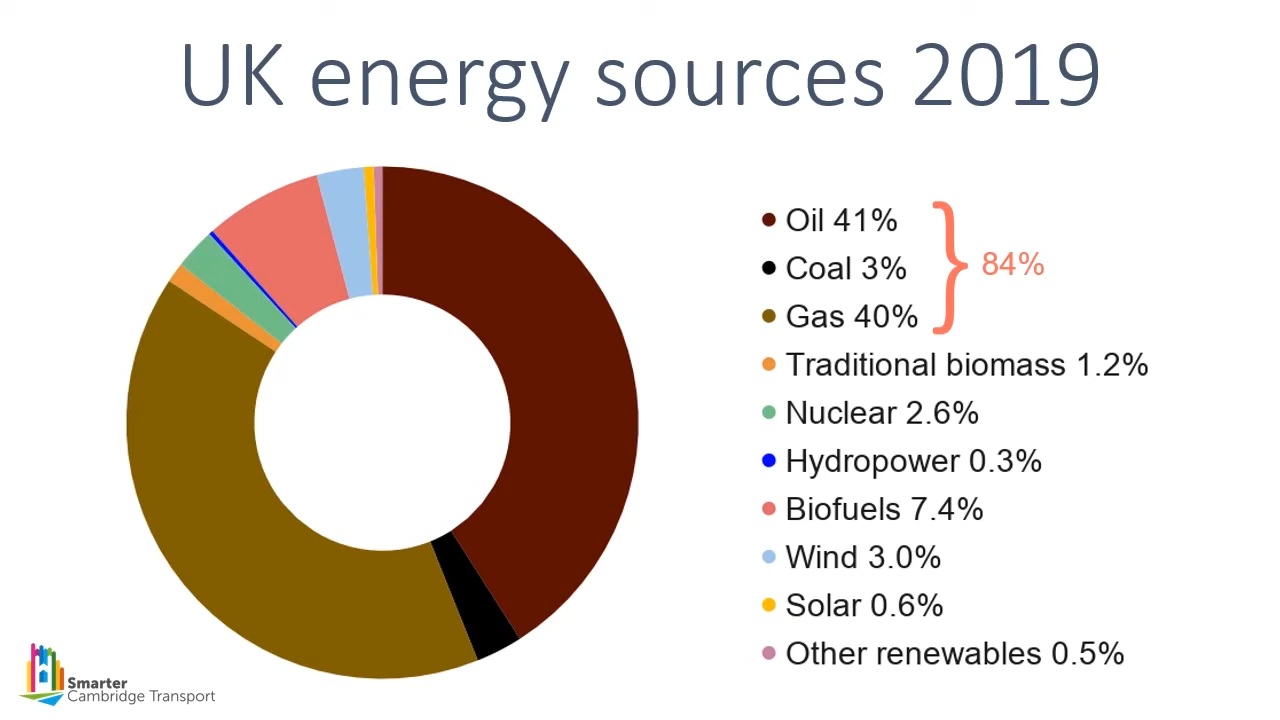 UK energy sources 2019
Oil 41%
Coal 3%
84%
Gas 40%
Traditional biomass 1.2%
Nuclear 2.6%
Hydropower 0.3%
Biofuels 7.4%
Wind 3.0%
Solar 0.6%
Other renewables 0.5%
Smarter
Cambridge Transport